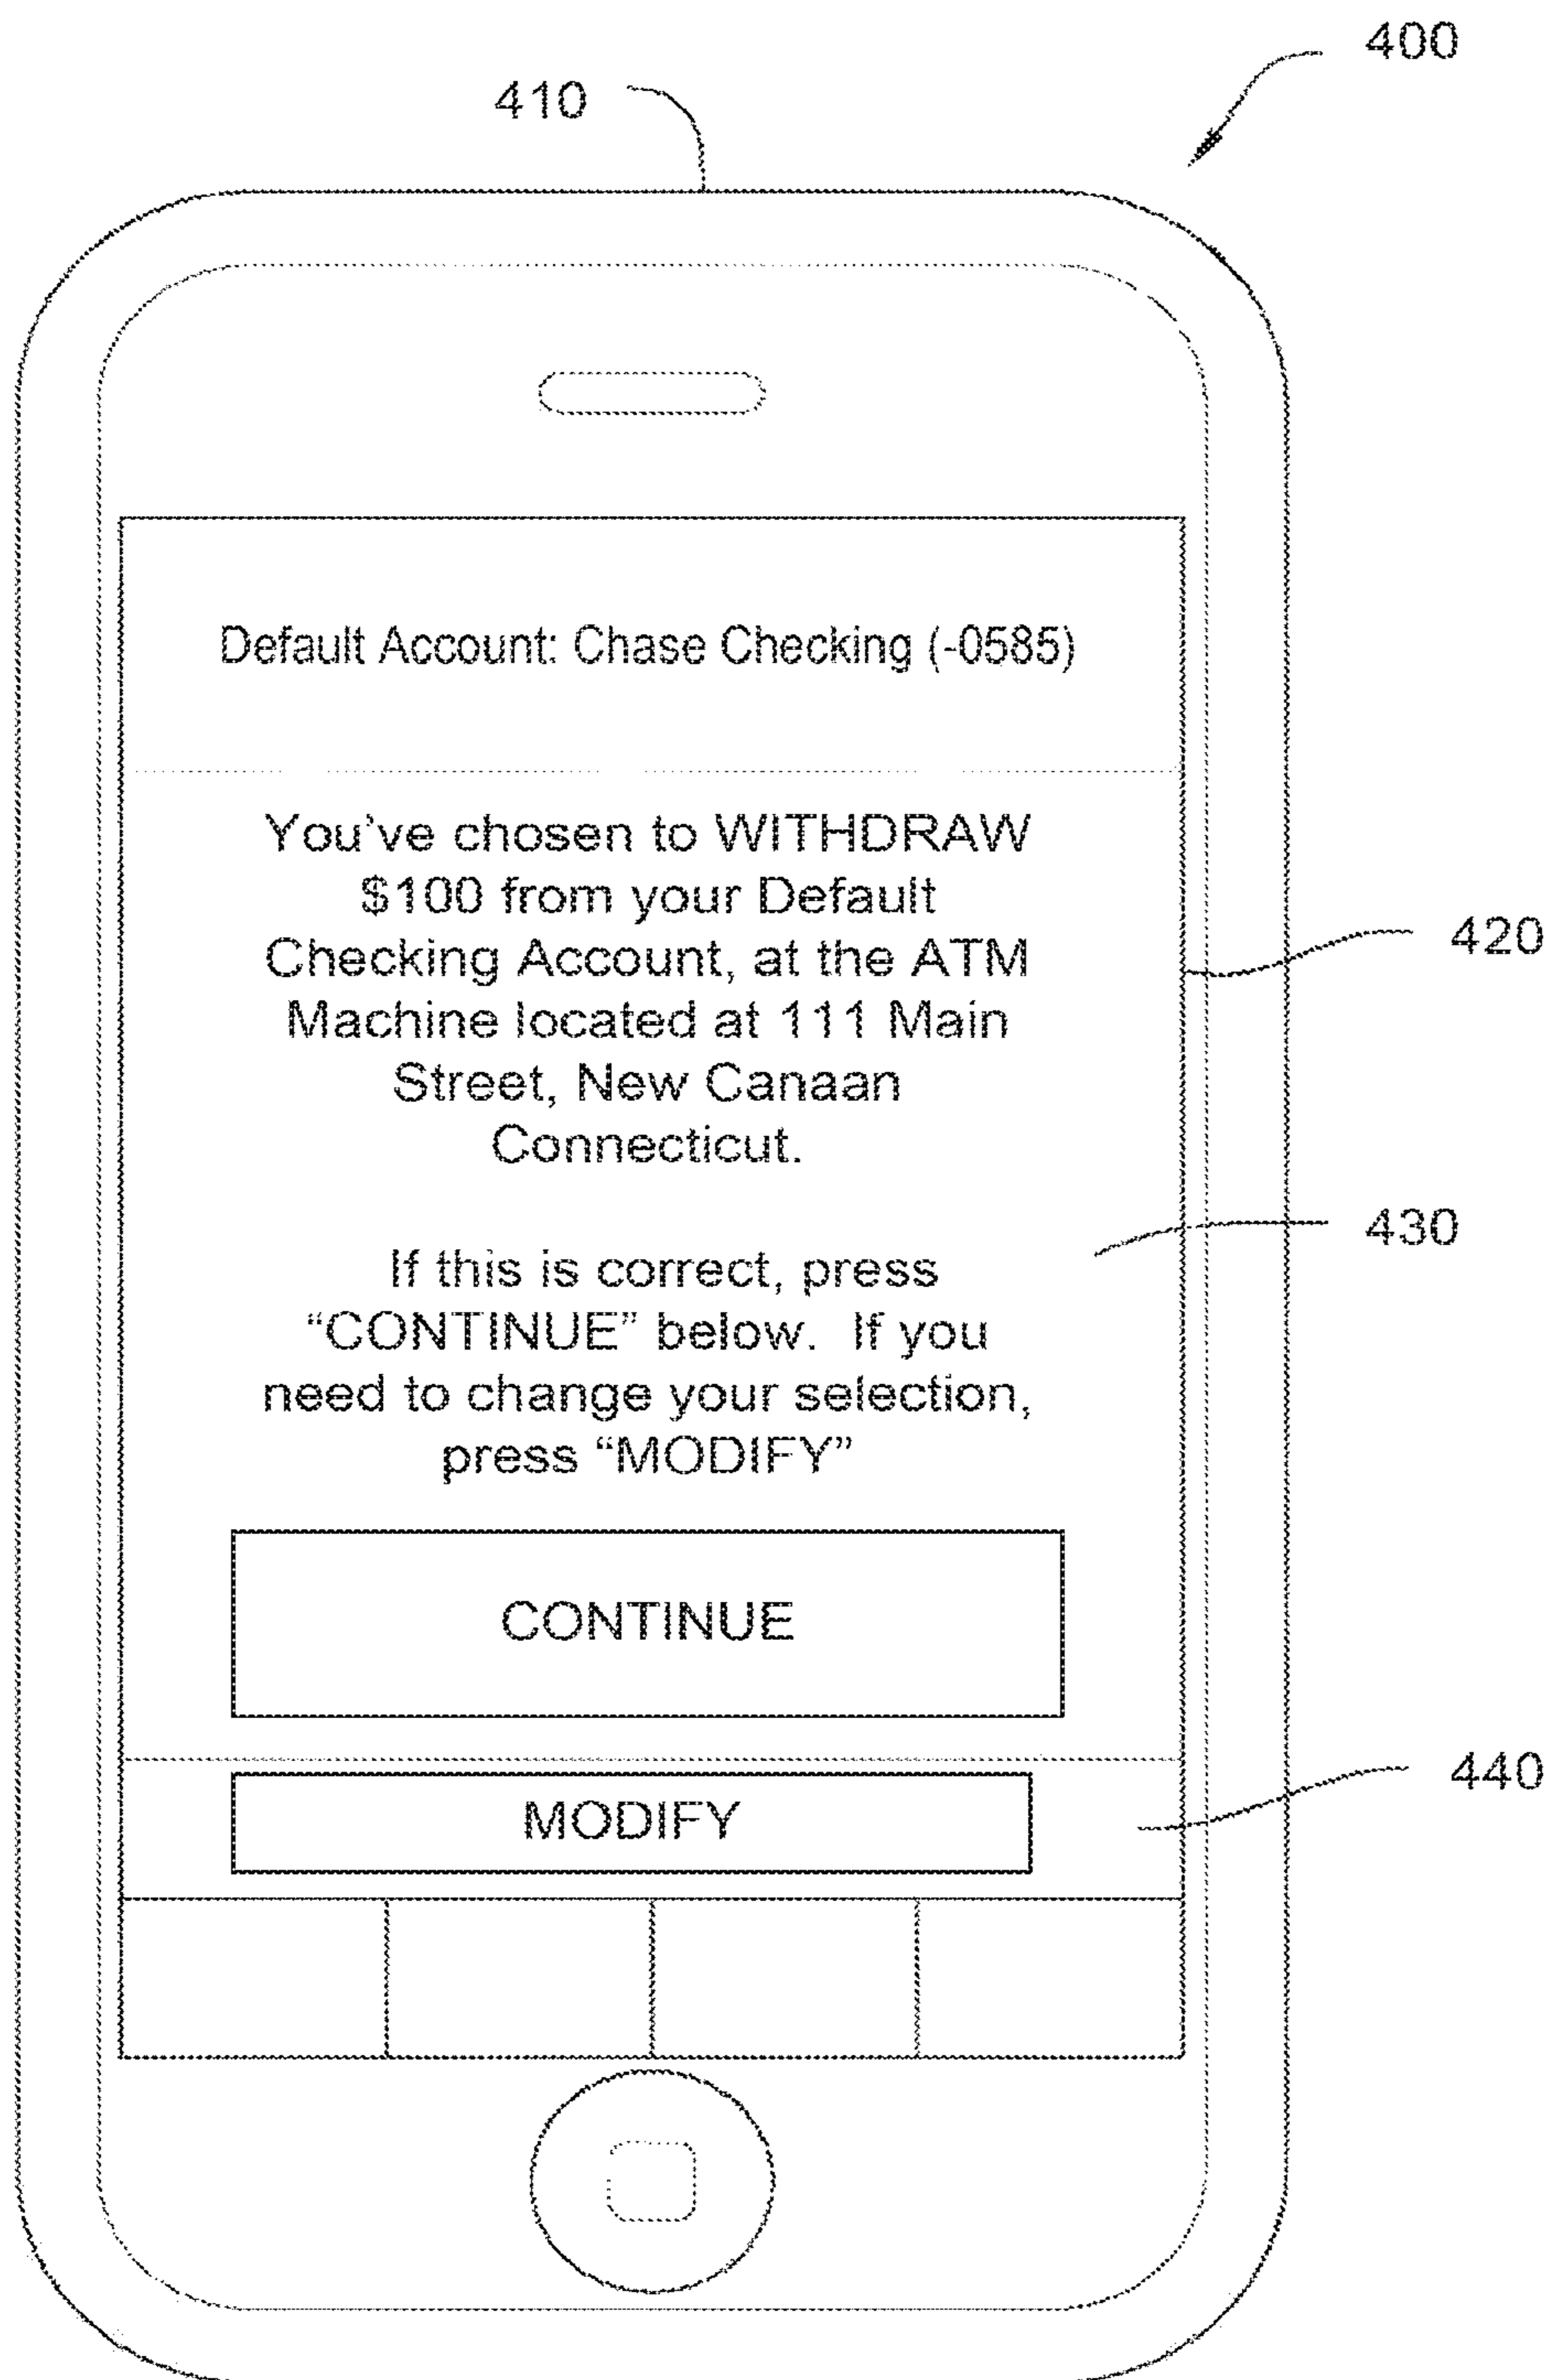 400
410
Default Account: Chase Checking (-0585)
You've chosen to WITHDRAW
$100 from your Default
Checking Account, at the ATM
Machine located at 111 Main
Street, New Canaan
Connecticut.
420
If this is correct, press
"CONTINUE" below.  If you
need to change your selection,
press "MODIFY"
430
CONTINUE
MODIFY
440